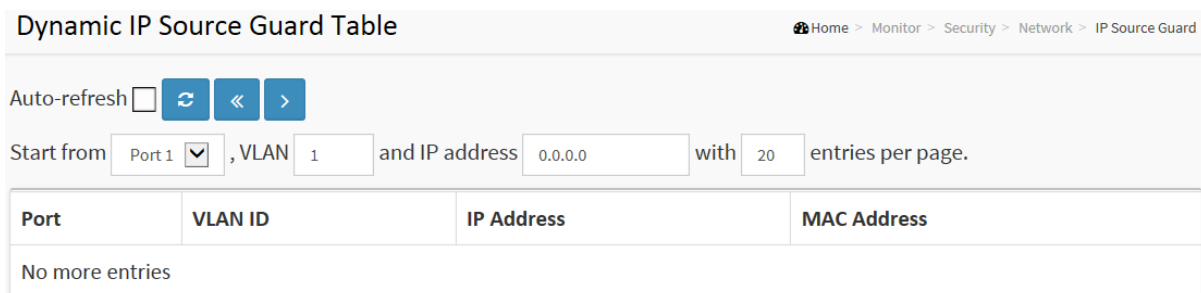 Dynamic IP Source Guard Table
Home > Monitor > Security > Network > IP Source Guard
Auto-refresh
Start from Port 1 , VLAN 1 and IP address 0.0.0.0 with 20 entries per page.
Port VLAN ID IP Address MAC Address
No more entries